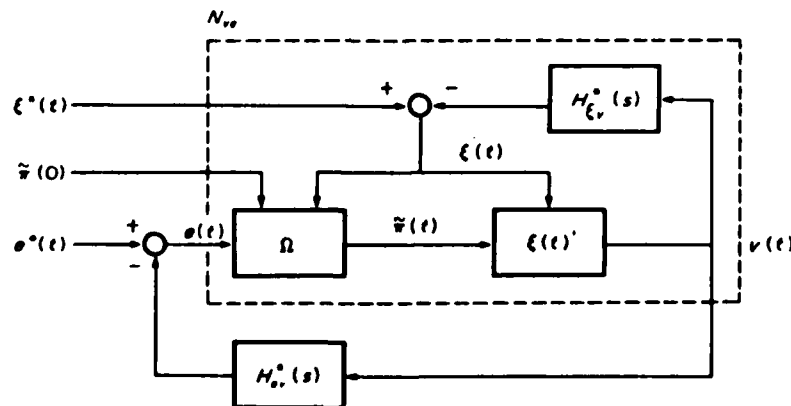 N_ve
+ −
H*_ξv(s)
ξ*(t)
ξ(t)
π̃(0)
+
e*(t)
e(t)
Ω
π̃(t)
ξ(t)'
v(t)
−
H*_ev(s)